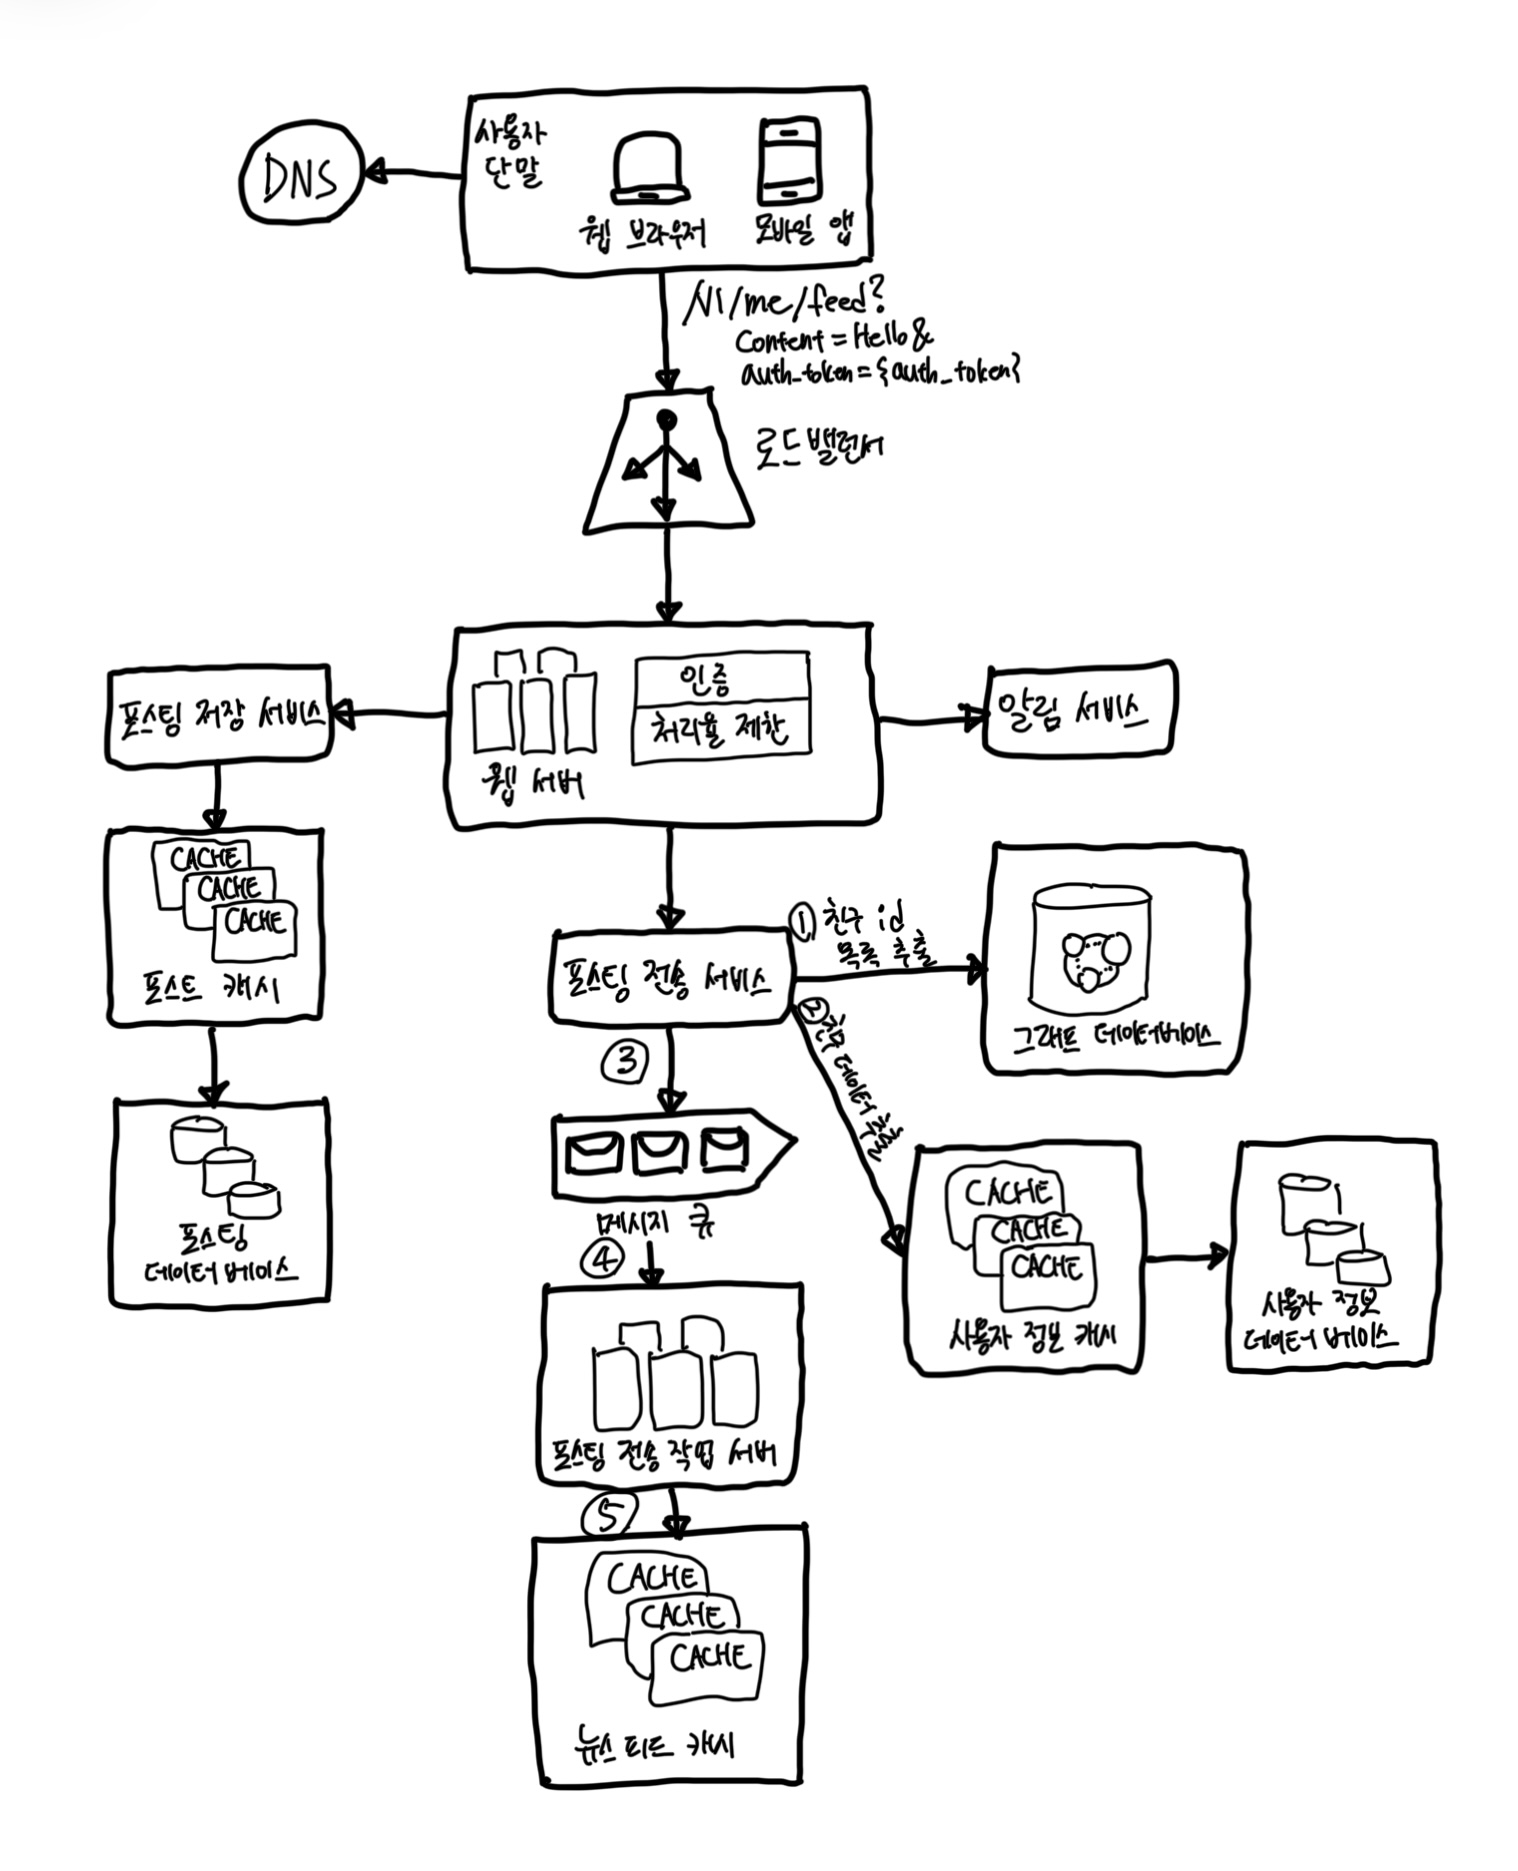 사용자
단말
DNS
웹 브라우저
모바일 앱
/V1/me/feed?
Content=Hello&
auth_token={auth_token}
로드밸런서
인증
처리율 제한
웹 서버
포스팅 저장 서비스
알림 서비스
CACHE
CACHE
CACHE
포스트 캐시
포스팅
데이터베이스
포스팅 전송 서비스
① 친구 id
목록 추출
그래프 데이터베이스
② 친구 데이터 추출
③
메시지 큐
④
CACHE
CACHE
CACHE
사용자 정보 캐시
사용자 정보
데이터 베이스
포스팅 전송 작업 서버
⑤
CACHE
CACHE
CACHE
뉴스 피드 캐시